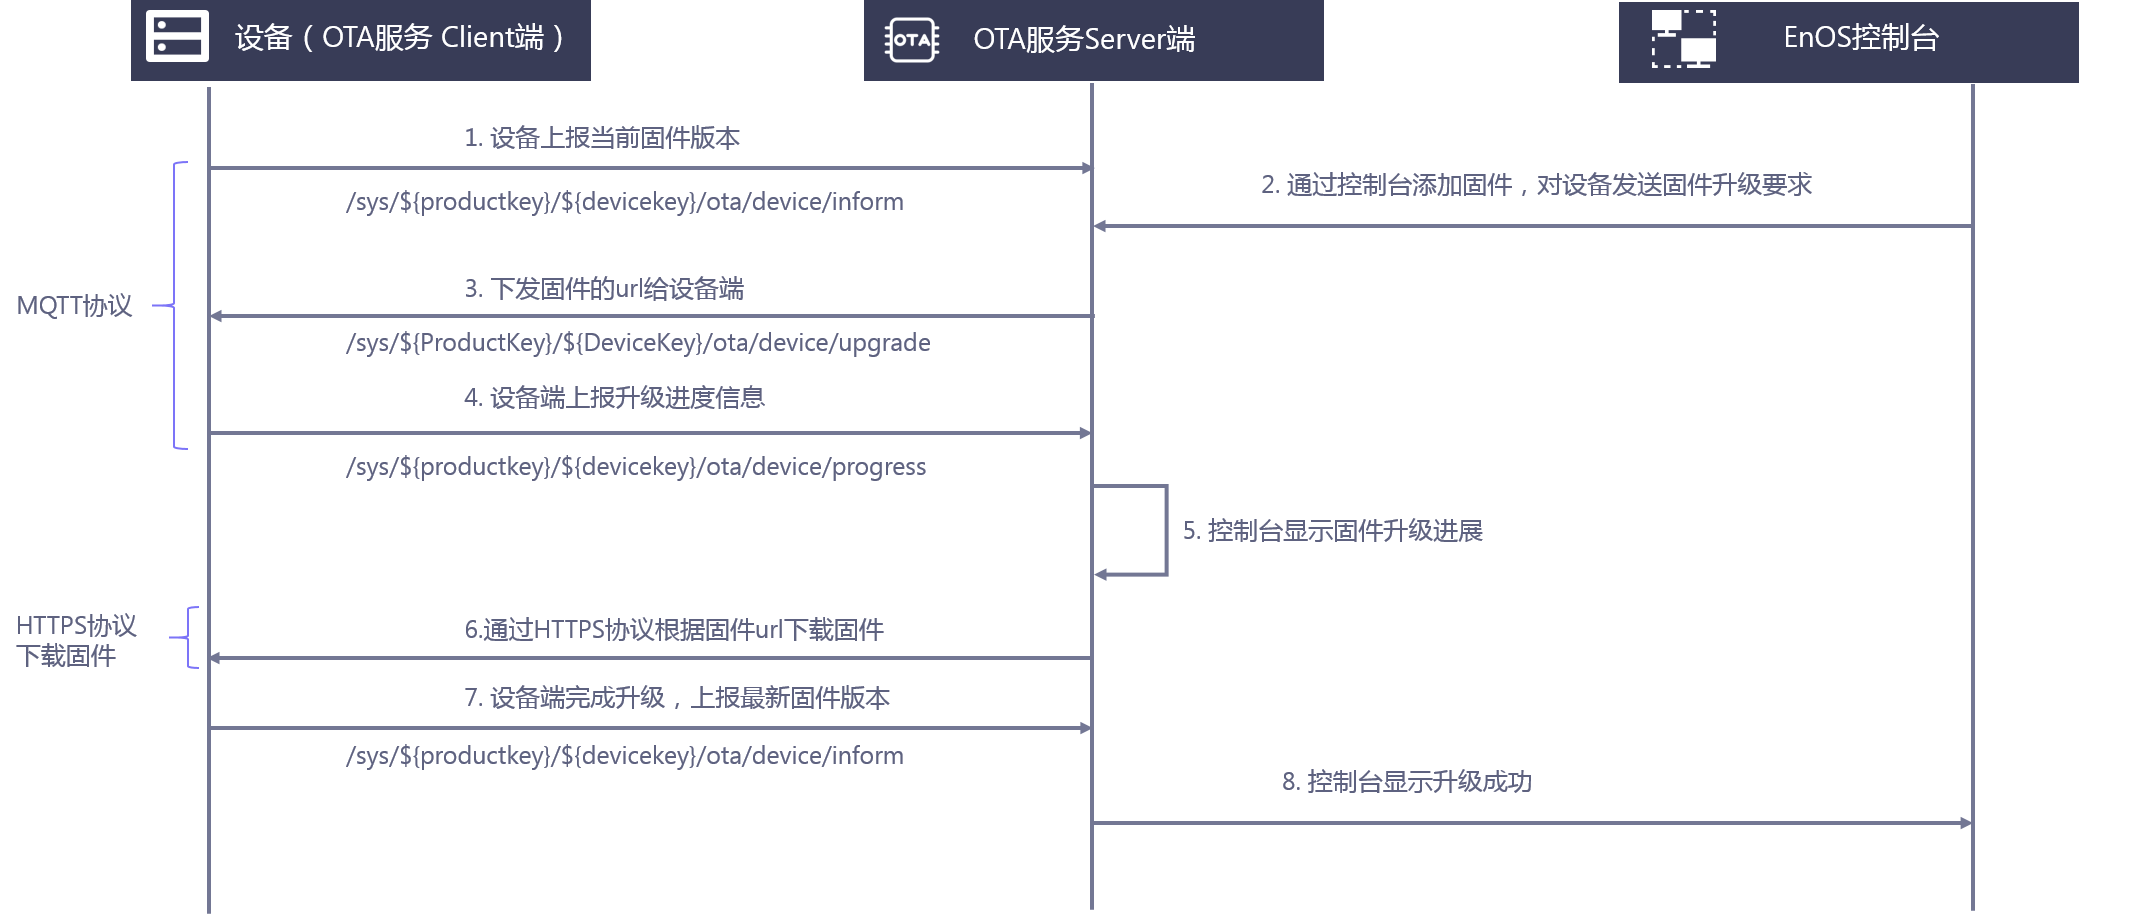 设备（OTA服务 Client端）
OTA
OTA服务Server端
EnOS控制台
1. 设备上报当前固件版本
/sys/${productkey}/${devicekey}/ota/device/inform
2. 通过控制台添加固件，对设备发送固件升级要求
3. 下发固件的url给设备端
MQTT协议
/sys/${ProductKey}/${DeviceKey}/ota/device/upgrade
4. 设备端上报升级进度信息
/sys/${productkey}/${devicekey}/ota/device/progress
5. 控制台显示固件升级进展
HTTPS协议
下载固件
6.通过HTTPS协议根据固件url下载固件
7. 设备端完成升级，上报最新固件版本
/sys/${productkey}/${devicekey}/ota/device/inform
8. 控制台显示升级成功